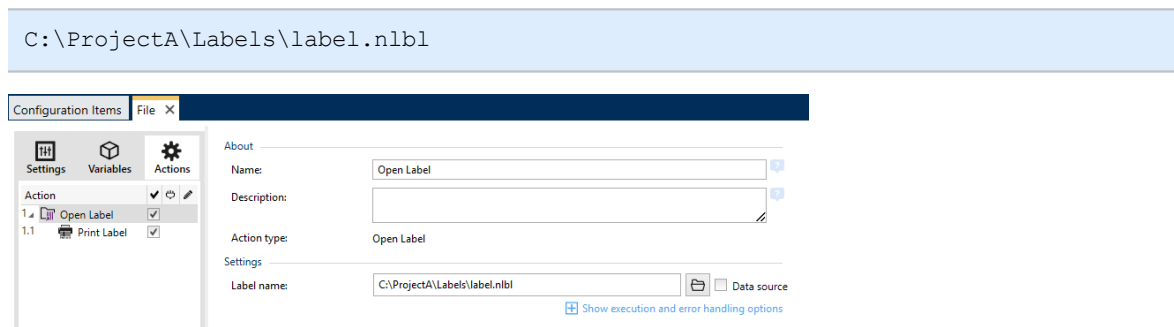 C:\ProjectA\Labels\label.nlbl
Configuration Items File
Settings Variables Actions
Action
1 Open Label
1.1 Print Label
About
Name: Open Label ?
Description: ?
Action type: Open Label
Settings
Label name: C:\ProjectA\Labels\label.nlbl Data source
Show execution and error handling options